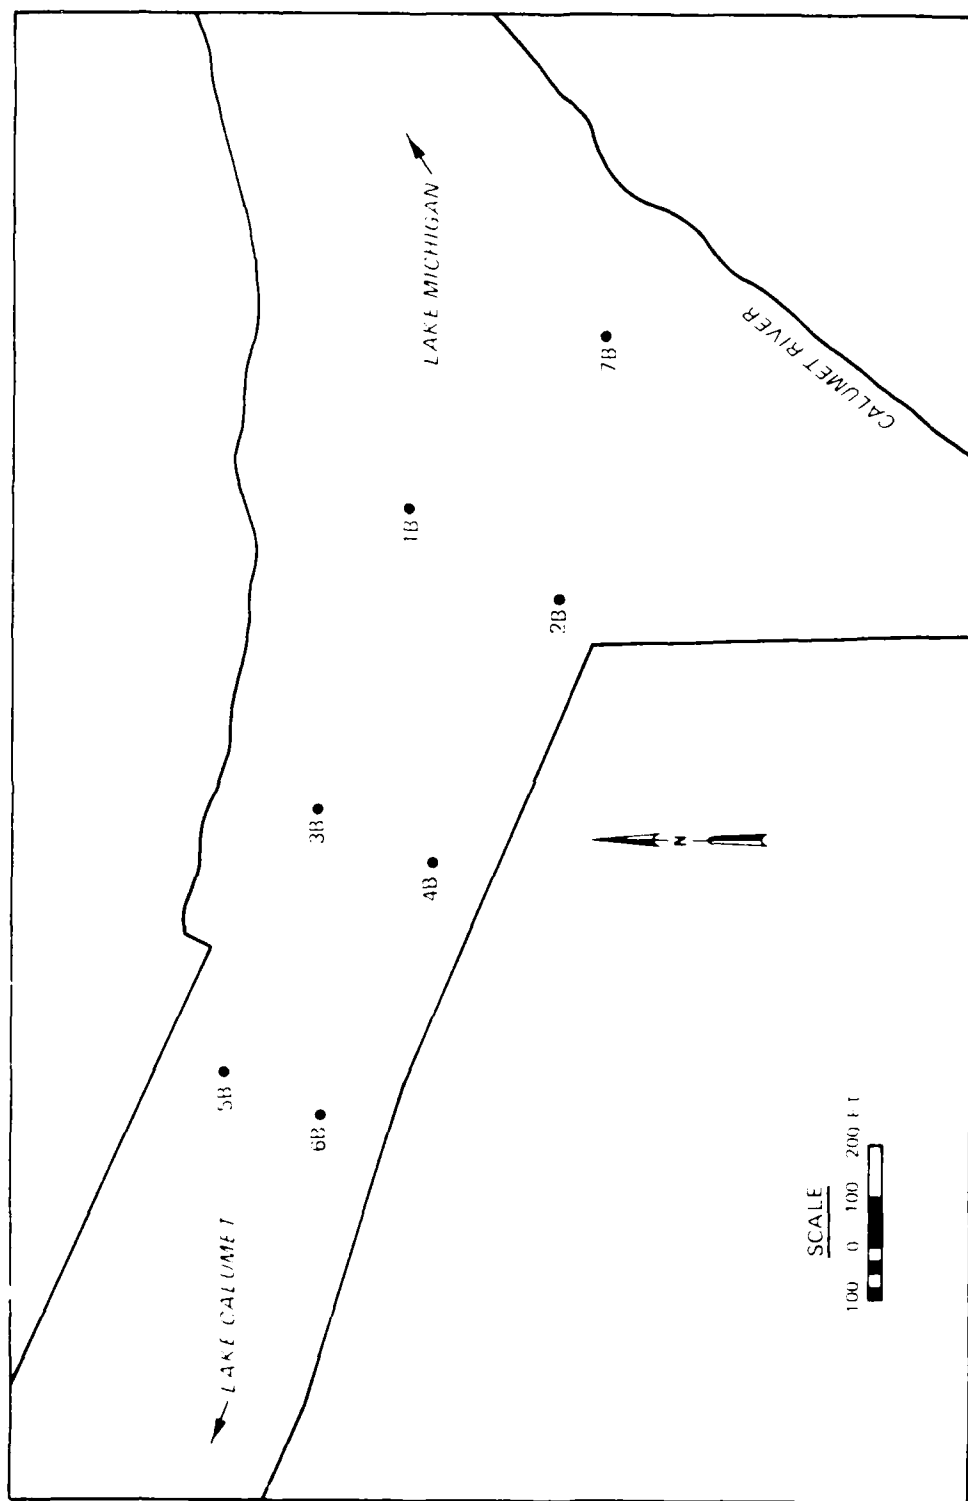 LAKE MICHIGAN
CALUMET RIVER
7B
1B
2B
3B
4B
5B
6B
LAKE CALUMET
N
SCALE
100 0 100 200 FT